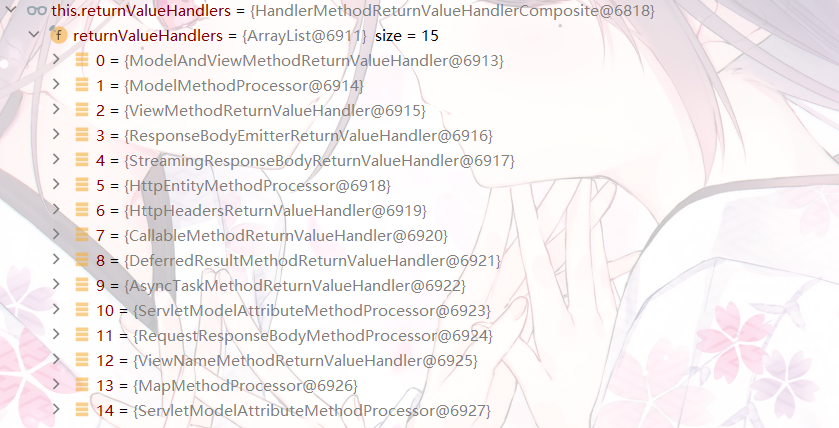 this.returnValueHandlers = {HandlerMethodReturnValueHandlerComposite@6818}
f returnValueHandlers = {ArrayList@6911} size = 15
0 = {ModelAndViewMethodReturnValueHandler@6913}
1 = {ModelMethodProcessor@6914}
2 = {ViewMethodReturnValueHandler@6915}
3 = {ResponseBodyEmitterReturnValueHandler@6916}
4 = {StreamingResponseBodyReturnValueHandler@6917}
5 = {HttpEntityMethodProcessor@6918}
6 = {HttpHeadersReturnValueHandler@6919}
7 = {CallableMethodReturnValueHandler@6920}
8 = {DeferredResultMethodReturnValueHandler@6921}
9 = {AsyncTaskMethodReturnValueHandler@6922}
10 = {ServletModelAttributeMethodProcessor@6923}
11 = {RequestResponseBodyMethodProcessor@6924}
12 = {ViewNameMethodReturnValueHandler@6925}
13 = {MapMethodProcessor@6926}
14 = {ServletModelAttributeMethodProcessor@6927}